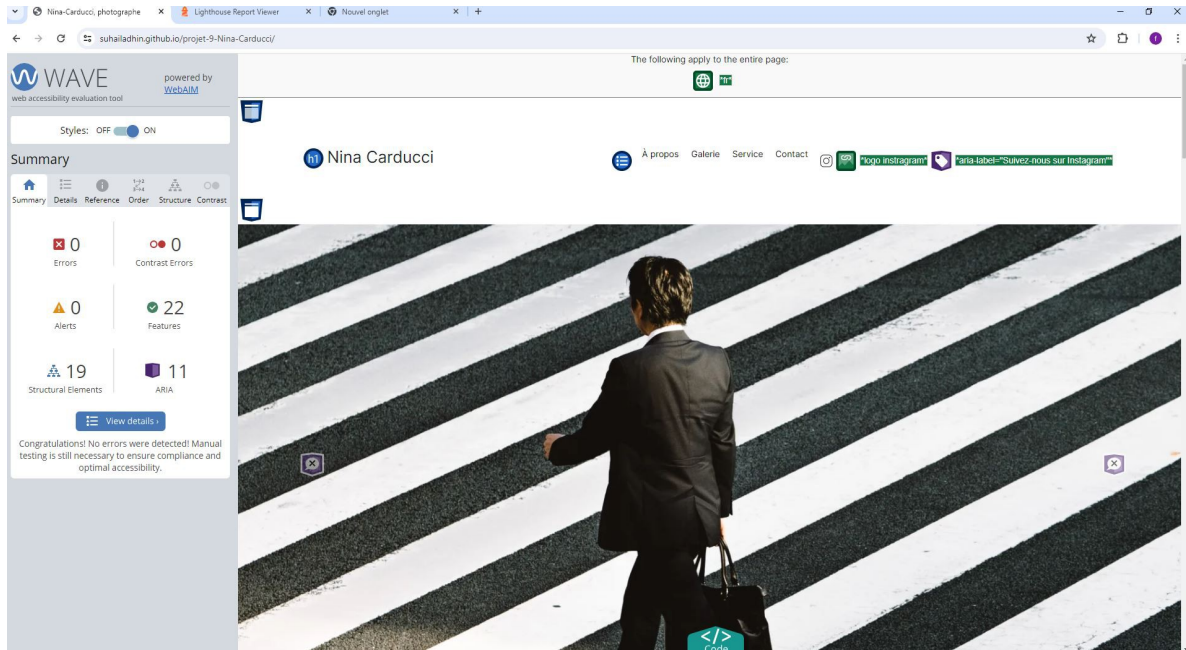 Nina-Carducci, photographe
Lighthouse Report Viewer
Nouvel onglet
suhailadhin.github.io/projet-9-Nina-Carducci/
WAVE
web accessibility evaluation tool
powered by
WebAIM
Styles: OFF ON
Summary
Summary Details Reference Order Structure Contrast
0
Errors
0
Contrast Errors
0
Alerts
22
Features
19
Structural Elements
11
ARIA
View details ›
Congratulations! No errors were detected! Manual
testing is still necessary to ensure compliance and
optimal accessibility.
The following apply to the entire page:
"fr"
h1 Nina Carducci
À propos Galerie Service Contact
*logo instragram* *aria-label="Suivez-nous sur Instagram"*
</>
Code